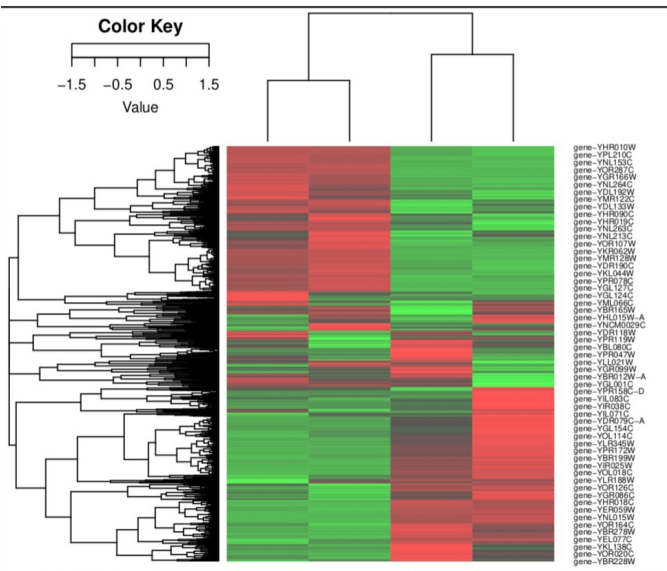 Color Key
−1.5 −0.5 0.5 1.5
Value
gene−YHR010W
gene−YPL210C
gene−YNL153C
gene−YOR287C
gene−YGR166W
gene−YNL264C
gene−YDL192W
gene−YMR122C
gene−YDL133W
gene−YHR090C
gene−YHR019C
gene−YNL263C
gene−YNL213C
gene−YOR107W
gene−YKR062W
gene−YMR128W
gene−YDR190C
gene−YKL044W
gene−YPR078C
gene−YGL127C
gene−YGL124C
gene−YML066C
gene−YBR165W
gene−YHL015W−A
gene−YNCM0029C
gene−YDR118W
gene−YPR119W
gene−YBL080C
gene−YPR047W
gene−YLL021W
gene−YGR099W
gene−YBR012W−A
gene−YGL001C
gene−YPR158C−D
gene−YIL083C
gene−YIR038C
gene−YIL071C
gene−YDR079C−A
gene−YGL154C
gene−YOL114C
gene−YLR345W
gene−YPR172W
gene−YBR199W
gene−YIR025W
gene−YOL018C
gene−YLR188W
gene−YOR126C
gene−YGR086C
gene−YHR018C
gene−YER059W
gene−YNL015W
gene−YOR164C
gene−YBR278W
gene−YEL077C
gene−YKL138C
gene−YOR020C
gene−YBR228W